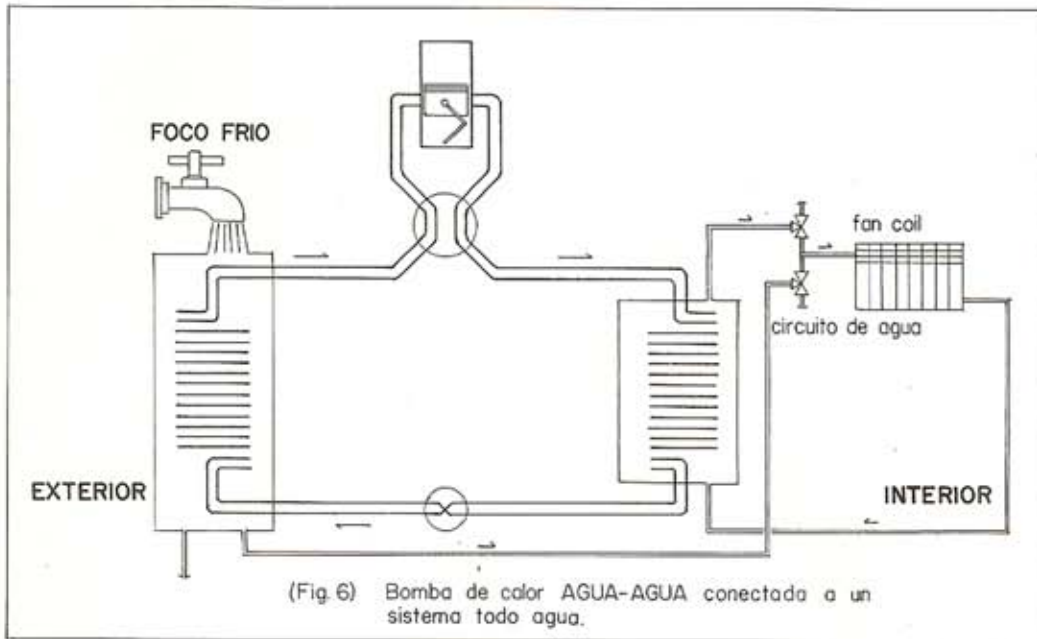 FOCO FRIO
fan coil
circuito de agua
EXTERIOR
INTERIOR
(Fig. 6) Bomba de calor AGUA-AGUA conectada a un
sistema todo agua.